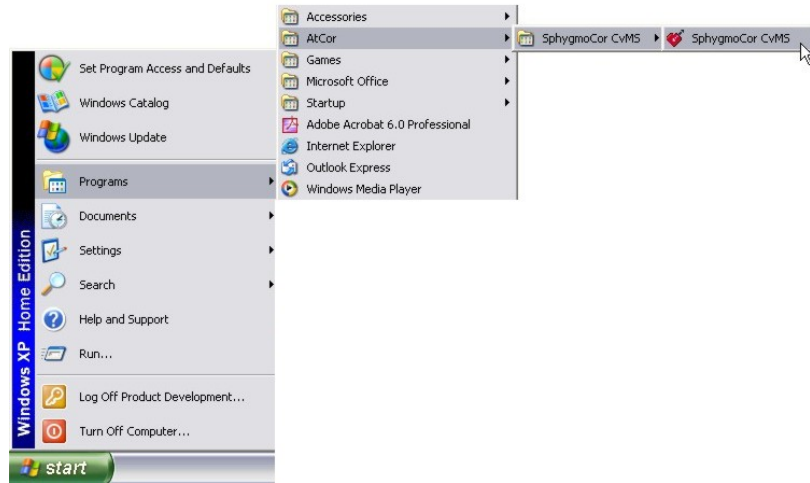 Set Program Access and Defaults
Windows Catalog
Windows Update
Programs
Documents
Settings
Search
Help and Support
Run...
Log Off Product Development...
Turn Off Computer...
Windows XP Home Edition
start
Accessories
AtCor
Games
Microsoft Office
Startup
Adobe Acrobat 6.0 Professional
Internet Explorer
Outlook Express
Windows Media Player
SphygmoCor CvMS
SphygmoCor CvMS